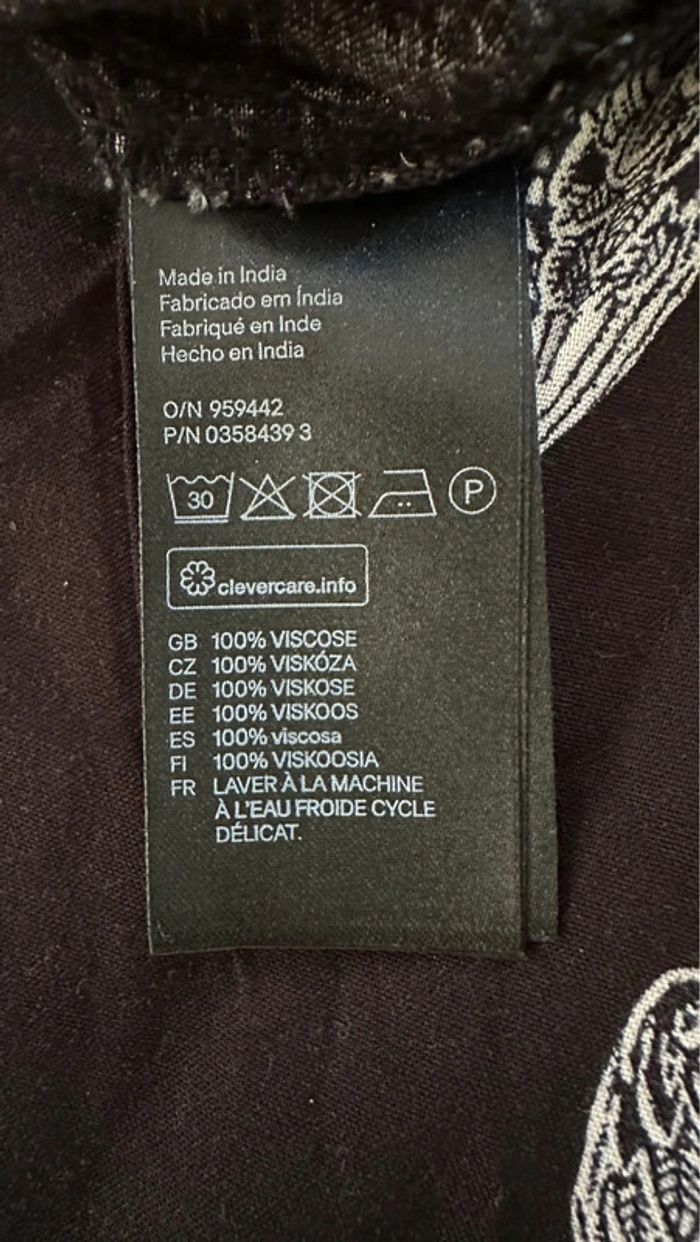 Made in India
Fabricado em Índia
Fabriqué en Inde
Hecho en India
O/N 959442
P/N 0358439 3
30 P
clevercare.info
GB 100% VISCOSE
CZ 100% VISKÓZA
DE 100% VISKOSE
EE 100% VISKOOS
ES 100% viscosa
FI 100% VISKOOSIA
FR LAVER À LA MACHINE
À L'EAU FROIDE CYCLE
DÉLICAT.